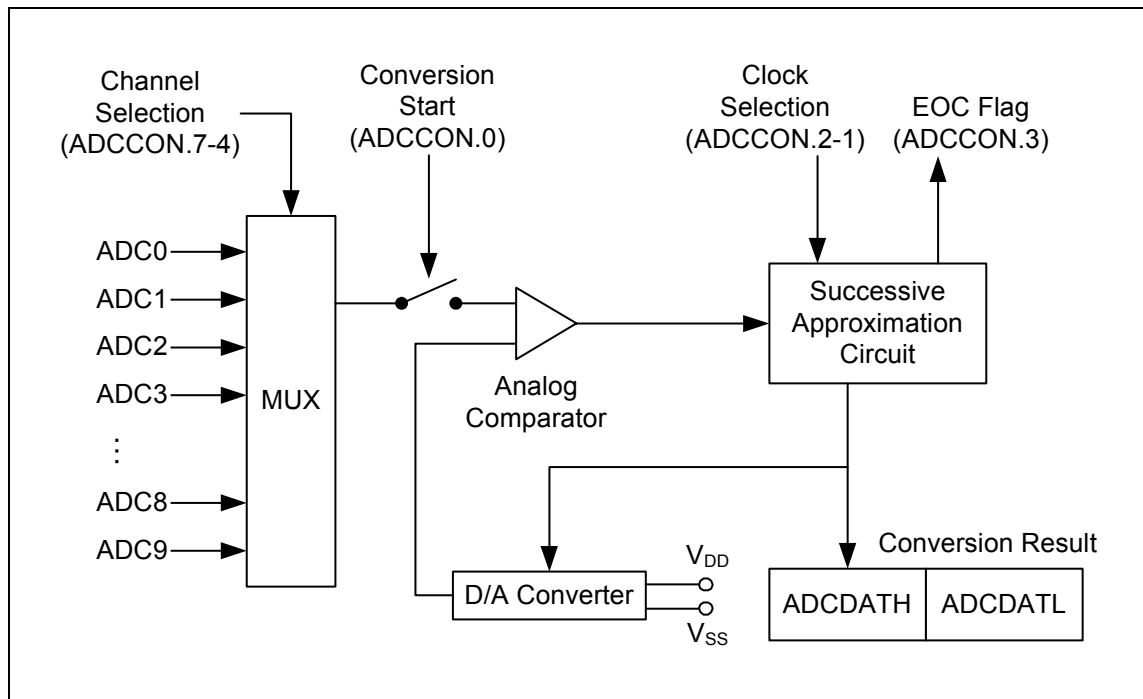 Channel
Selection
(ADCCON.7-4)
Conversion
Start
(ADCCON.0)
Clock
Selection
(ADCCON.2-1)
EOC Flag
(ADCCON.3)
ADC0
ADC1
ADC2
ADC3
⋮
ADC8
ADC9
MUX
Analog
Comparator
Successive
Approximation
Circuit
D/A Converter
VDD
VSS
Conversion Result
ADCDATH
ADCDATL